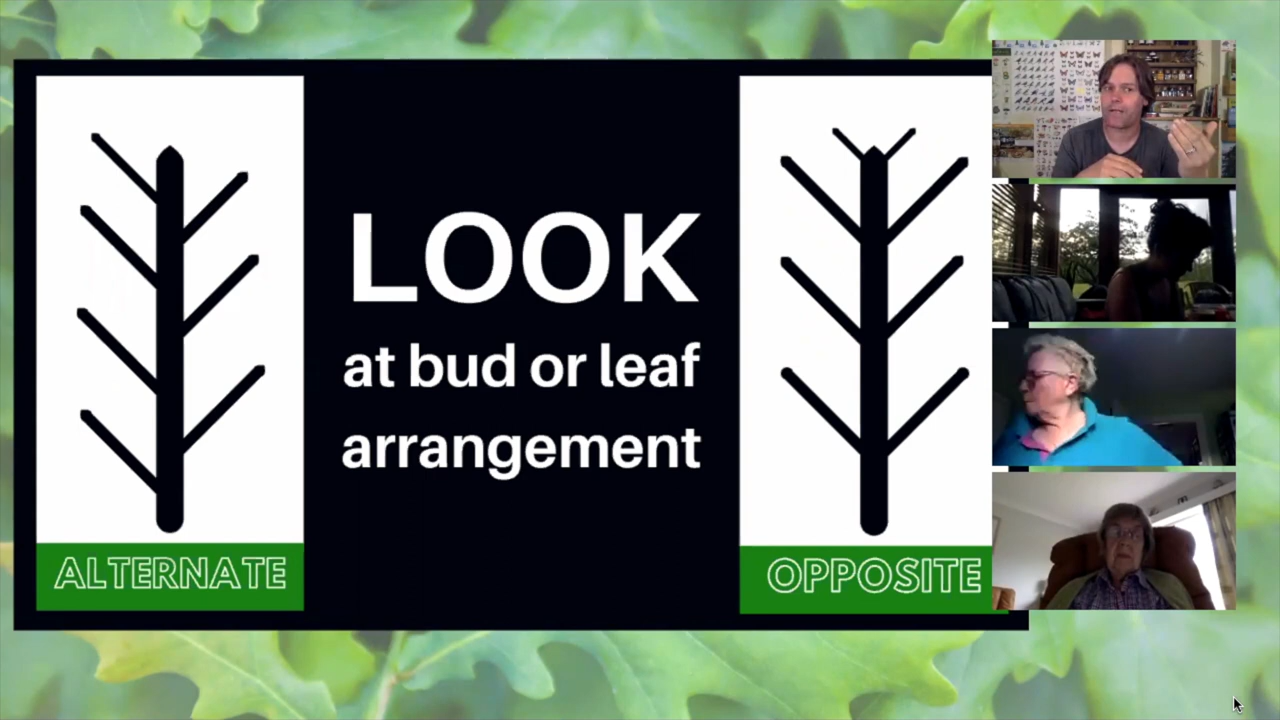 LOOK
at bud or leaf
arrangement
ALTERNATE
OPPOSITE